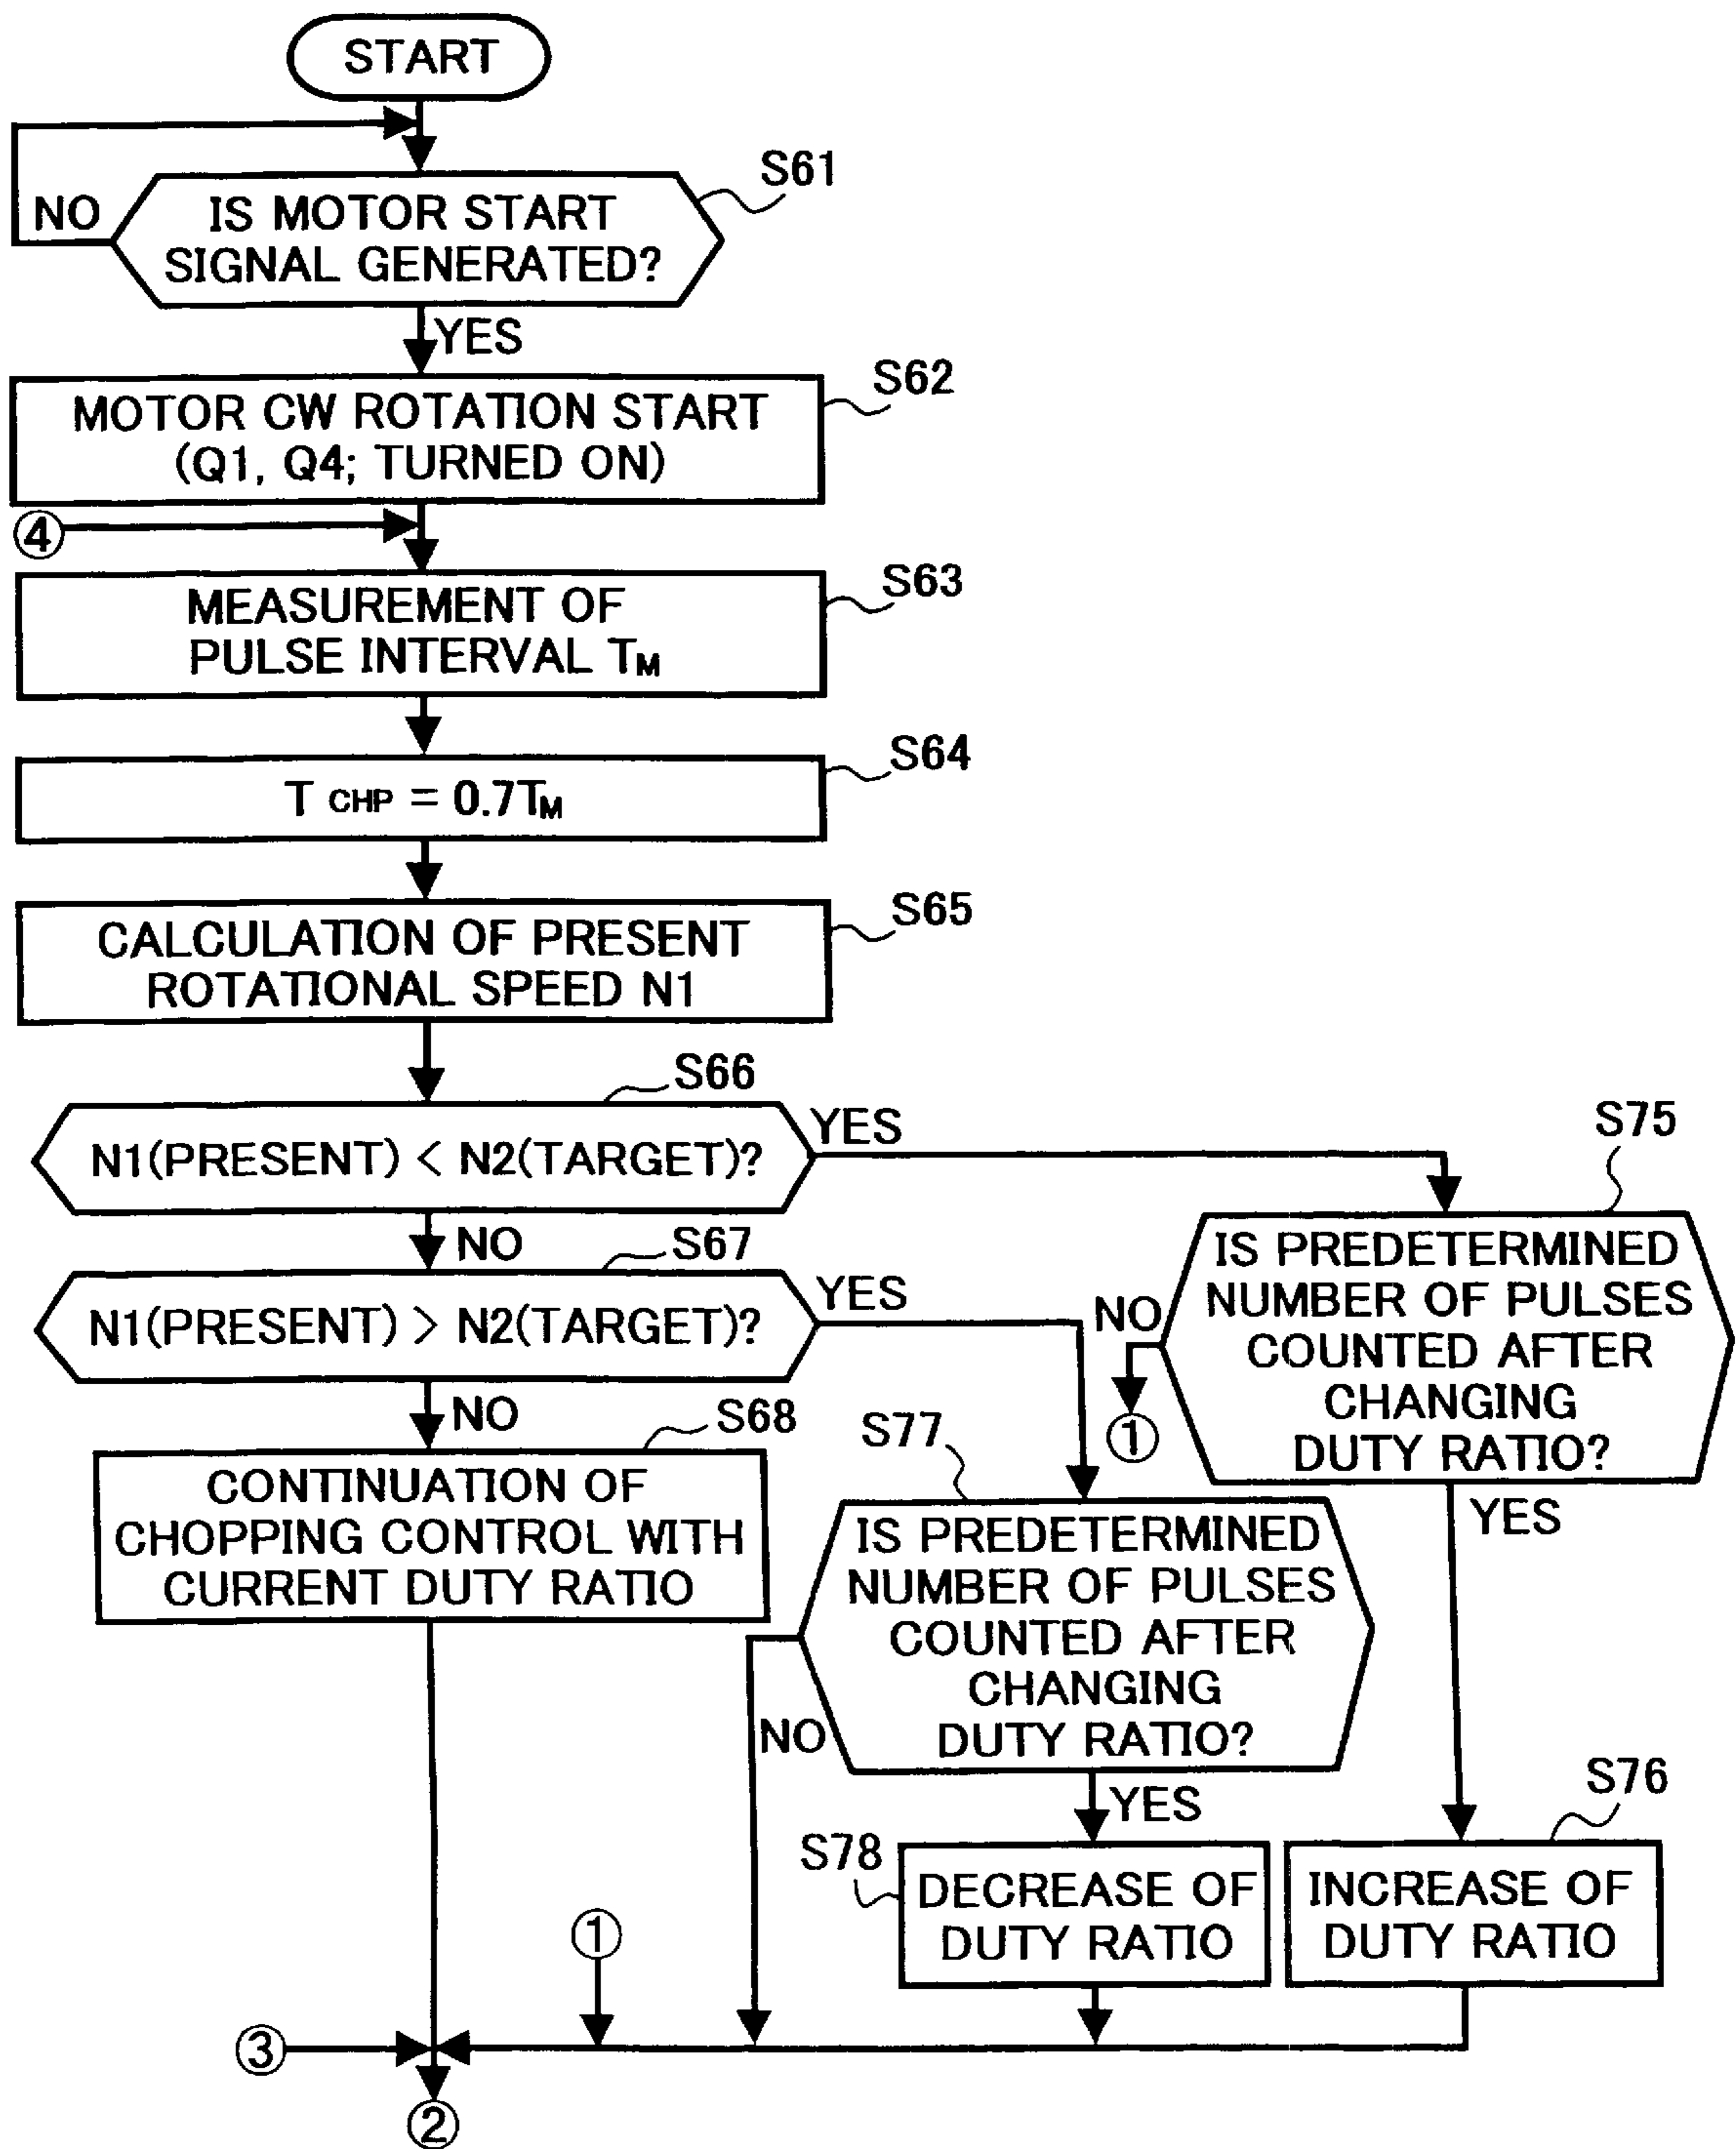 START
S61
NO
IS MOTOR START
SIGNAL GENERATED?
YES
S62
MOTOR CW ROTATION START
(Q1, Q4; TURNED ON)
④
S63
MEASUREMENT OF
PULSE INTERVAL TM
S64
T CHP = 0.7TM
S65
CALCULATION OF PRESENT
ROTATIONAL SPEED N1
S66
N1(PRESENT) < N2(TARGET)?
YES
NO
S67
N1(PRESENT) > N2(TARGET)?
YES
NO
S68
CONTINUATION OF
CHOPPING CONTROL WITH
CURRENT DUTY RATIO
S75
IS PREDETERMINED
NUMBER OF PULSES
COUNTED AFTER
CHANGING
DUTY RATIO?
NO
①
YES
S77
IS PREDETERMINED
NUMBER OF PULSES
COUNTED AFTER
CHANGING
DUTY RATIO?
NO
YES
S78
DECREASE OF
DUTY RATIO
S76
INCREASE OF
DUTY RATIO
①
③
②